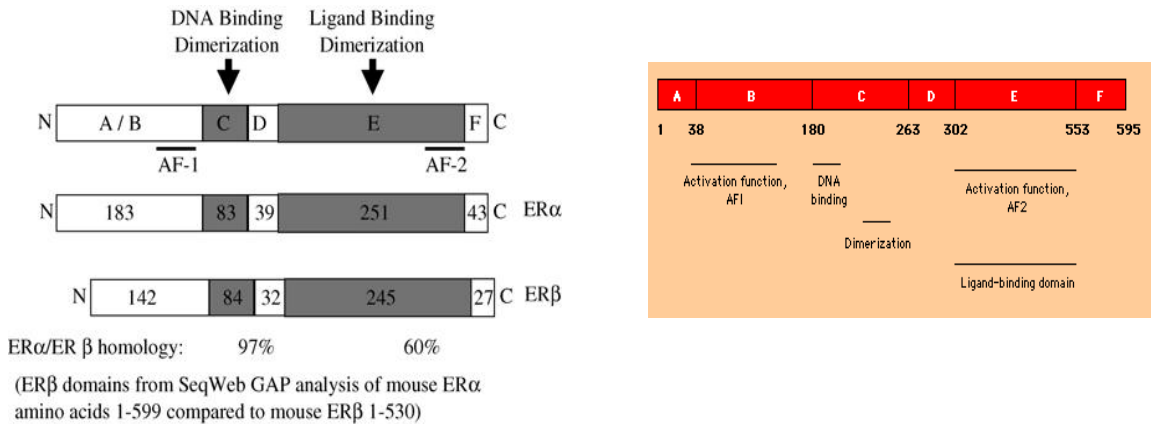 DNA Binding Ligand Binding
Dimerization Dimerization
N A / B C D E F C
AF-1 AF-2
N 183 83 39 251 43 C ERα
N 142 84 32 245 27 C ERβ
ERα/ER β homology: 97% 60%
(ERβ domains from SeqWeb GAP analysis of mouse ERα
amino acids 1-599 compared to mouse ERβ 1-530)
A B C D E F
1 38 180 263 302 553 595
Activation function,
AF1
DNA
binding
Activation function,
AF2
Dimerization
Ligand-binding domain